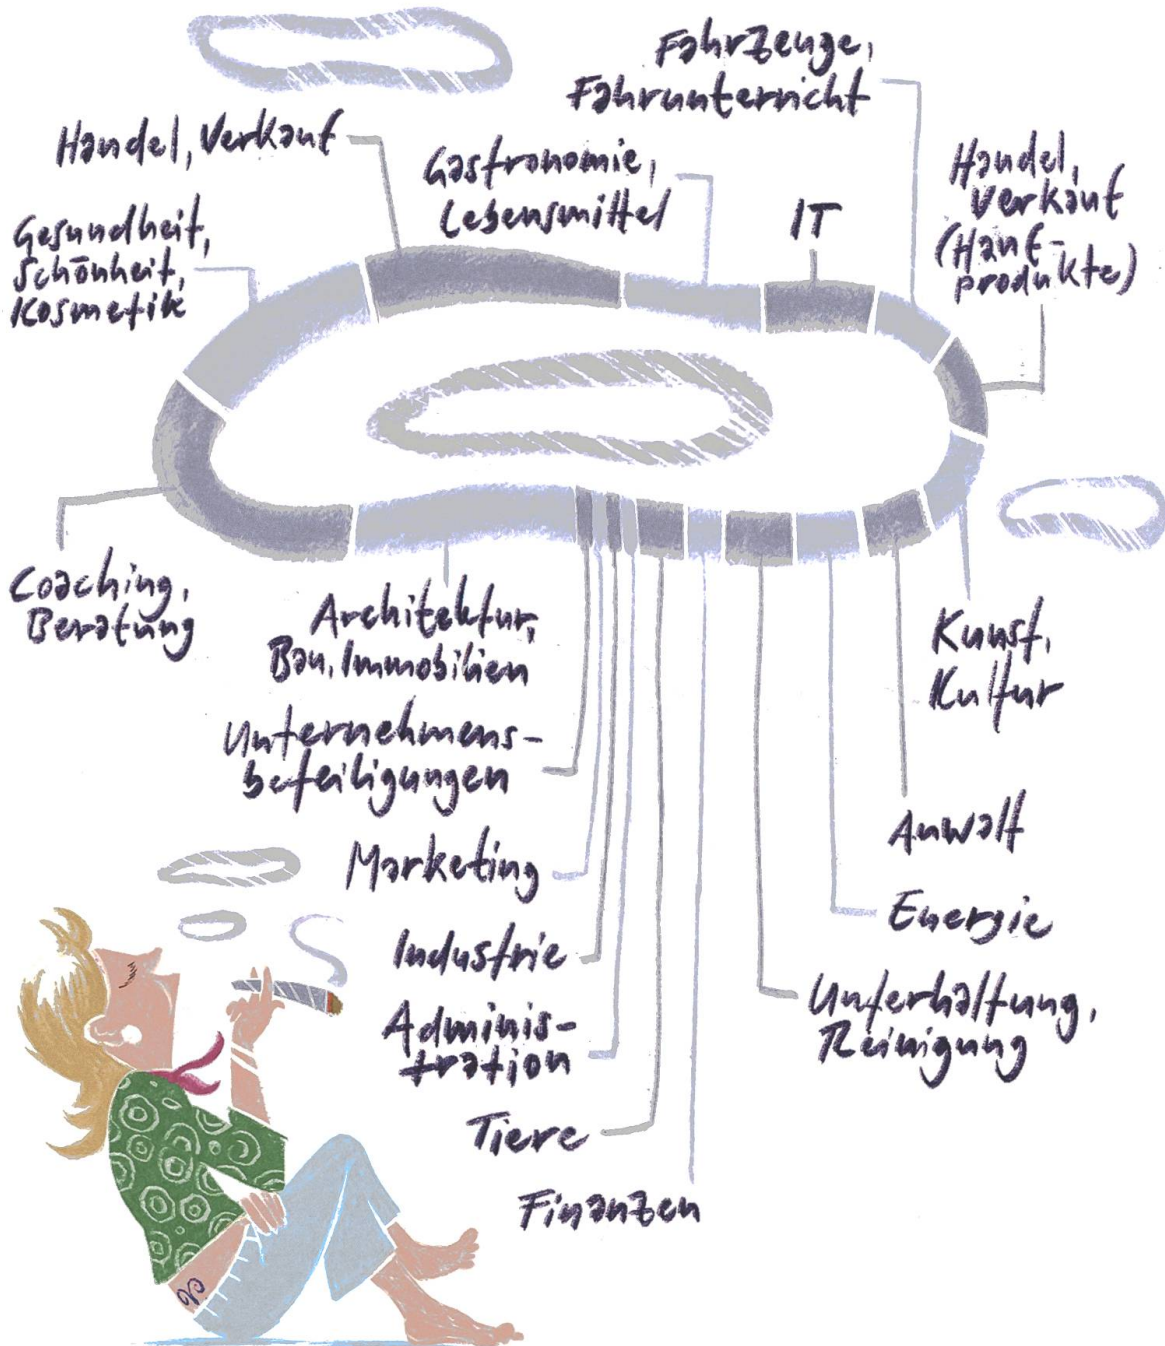 Fahrzeuge,
Fahrunterricht
Handel, Verkauf
Gastronomie,
Lebensmittel
IT
Handel,
Verkauf
(Hanf-
produkte)
Gesundheit,
Schönheit,
Kosmetik
Coaching,
Beratung
Architektur,
Bau, Immobilien
Kunst,
Kultur
Unternehmens-
beteiligungen
Anwalt
Marketing
Energie
Industrie
Unterhaltung,
Reinigung
Adminis-
tration
Tiere
Finanzen